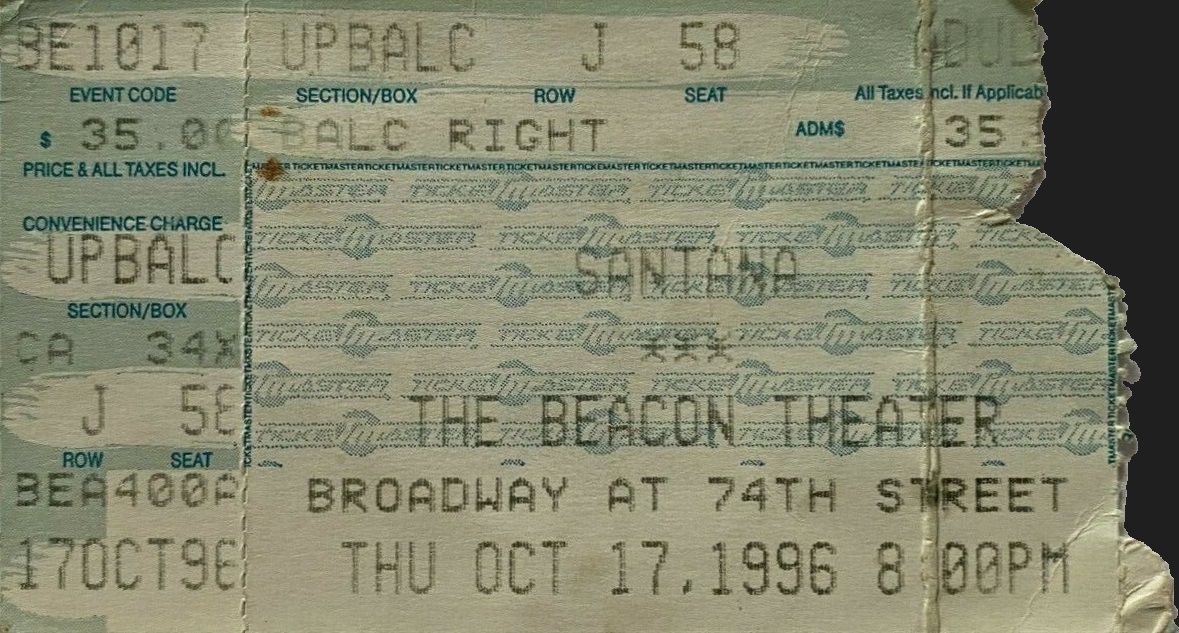 BE1017 UPBALC J 58
EVENT CODE SECTION/BOX ROW SEAT All Taxes Incl. If Applicab
$ 35.00 BALC RIGHT ADM$ 35.
PRICE & ALL TAXES INCL.
TICKETMASTERTICKETMASTERTICKETMASTERTICKETMASTERTICKETMASTERTICKETMASTER
CONVENIENCE CHARGE
UPBALC SANTANA
SECTION/BOX
CA 34X ***
J 58 THE BEACON THEATER
ROW SEAT
BEA400A BROADWAY AT 74TH STREET
17OCT96 THU OCT 17,1996 8:00PM